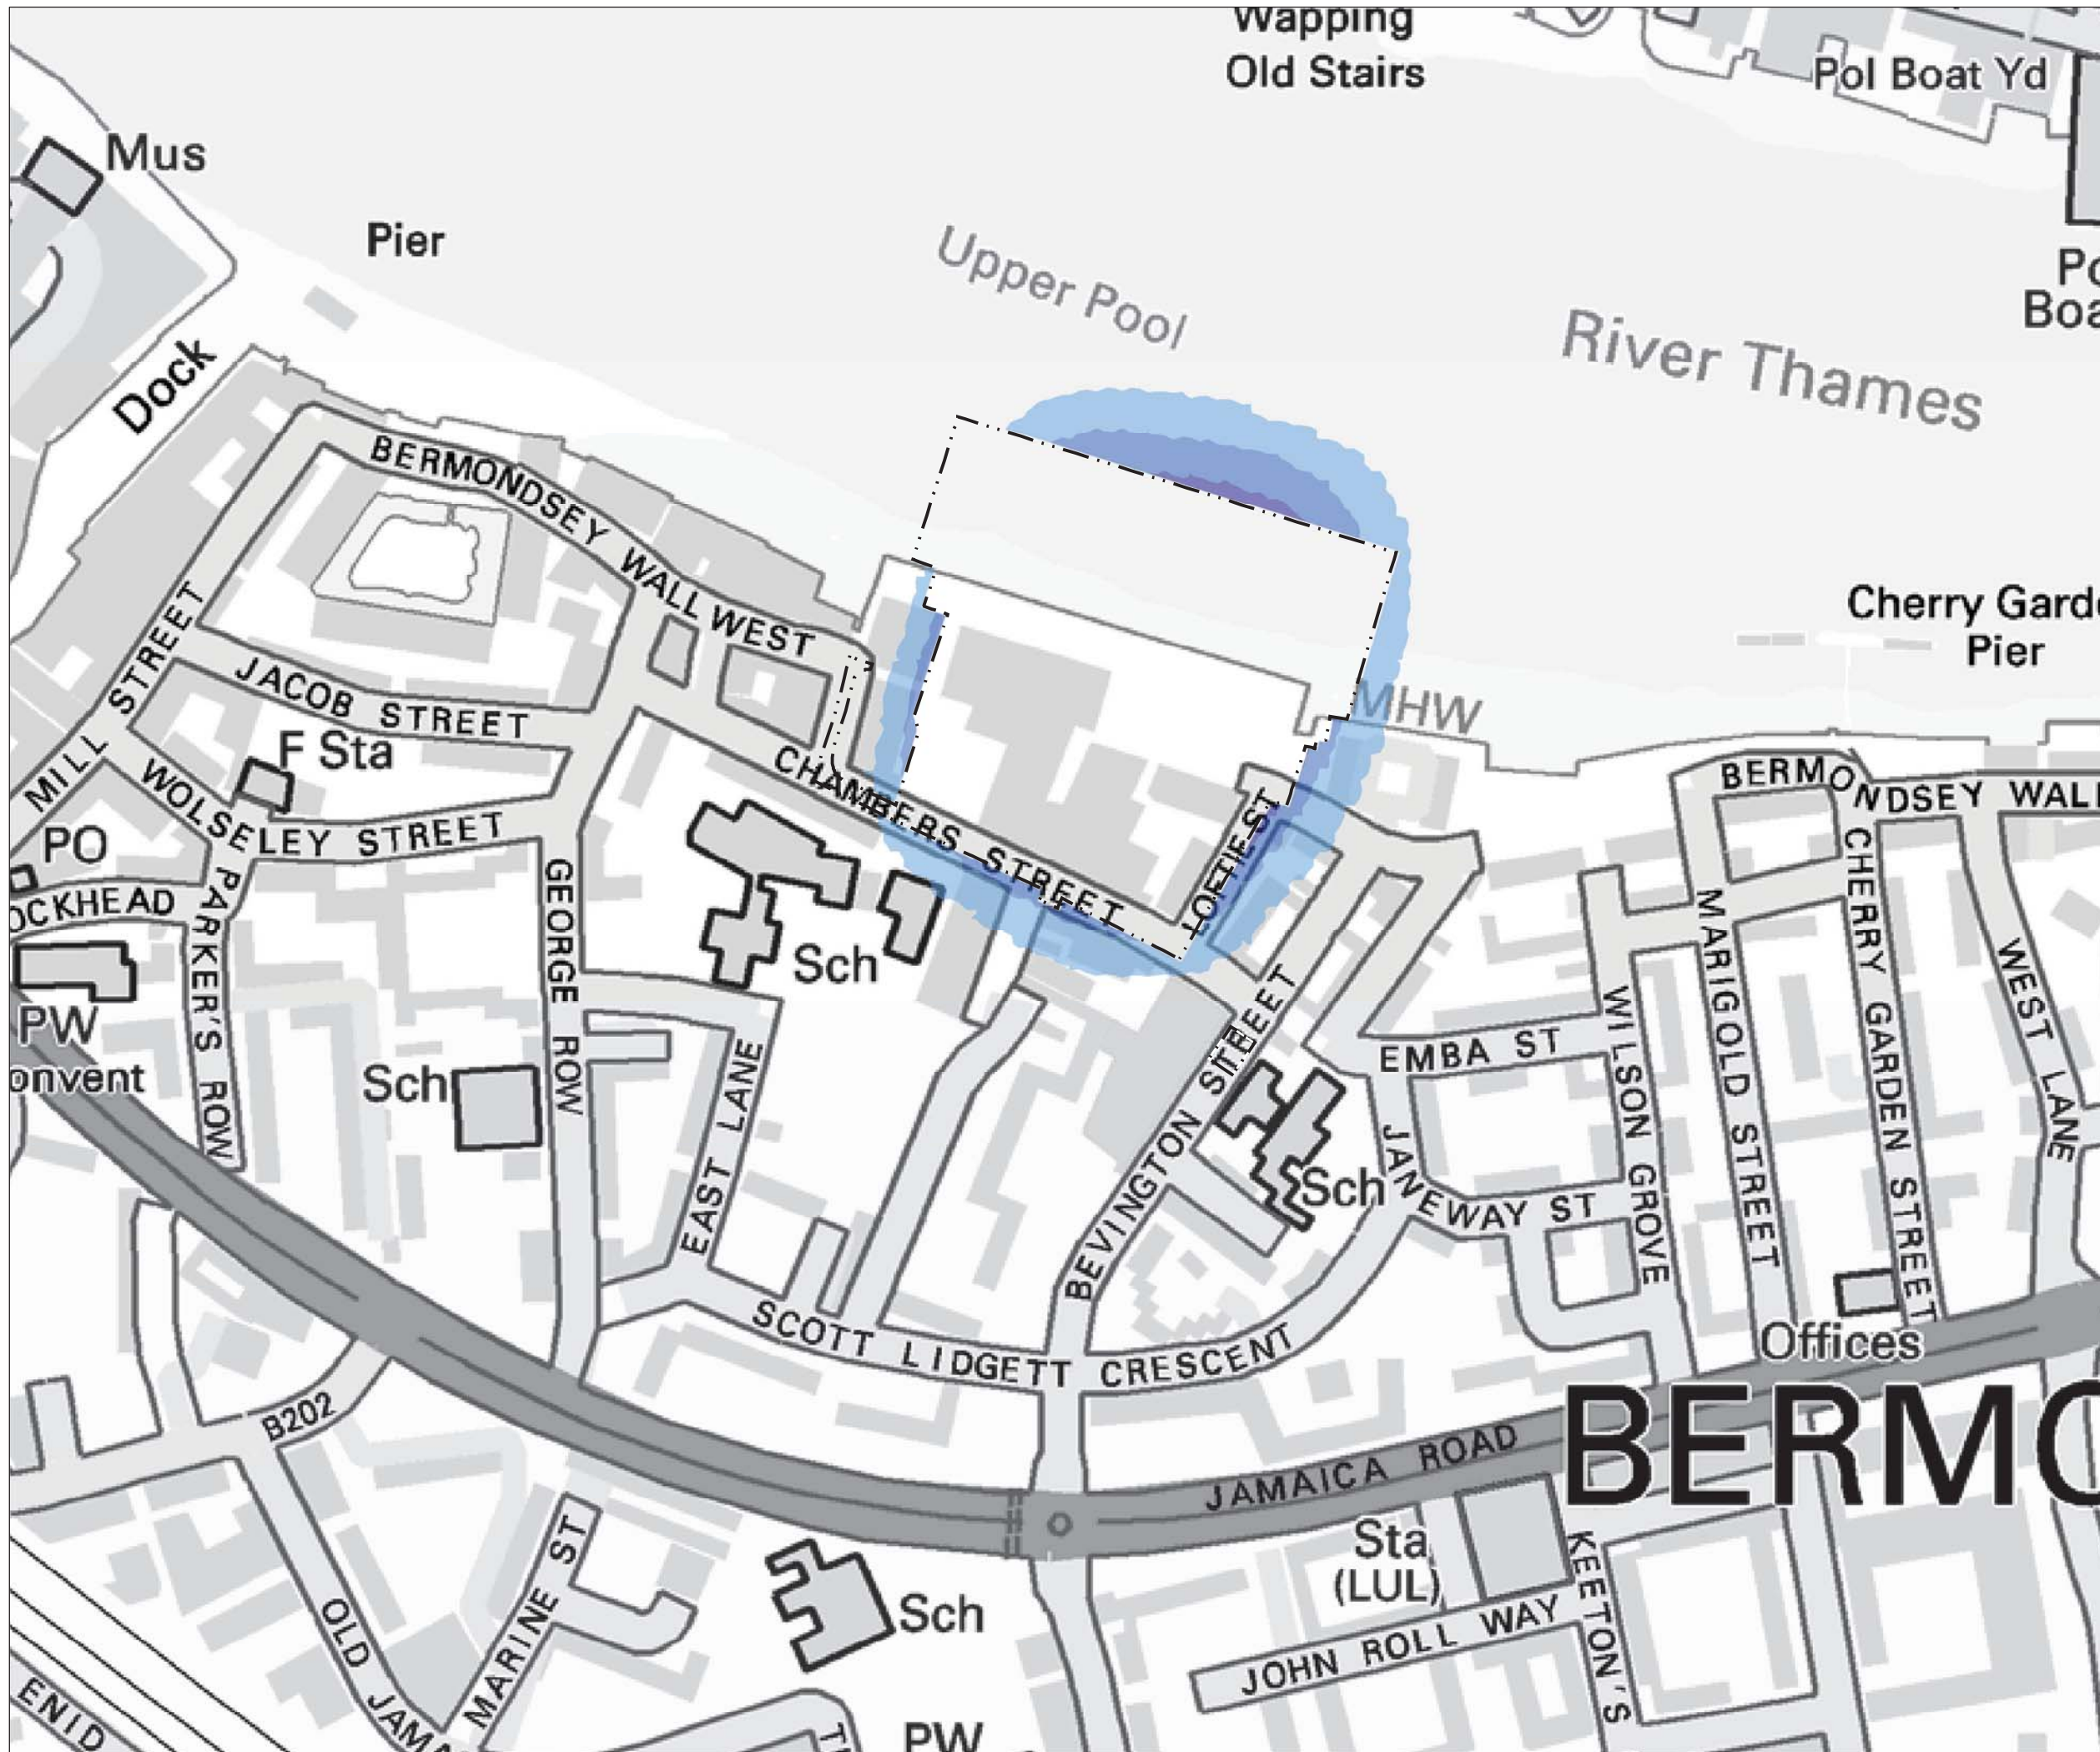 Wapping
Old Stairs
Pol Boat Yd
Mus
Pier
Upper Pool
River Thames
Po
Boa
Dock
BERMONDSEY WALL WEST
Cherry Garde
Pier
MHW
STREET
JACOB STREET
F Sta
MILL
WOLSELEY STREET
CHAMBERS STREET
LOFTIE ST
BERMONDSEY WALL
PO
OCKHEAD
PARKER'S ROW
GEORGE ROW
Sch
PW
onvent
Sch
EAST LANE
BEVINGTON STREET
EMBA ST
WILSON GROVE
MARIGOLD STREET
CHERRY GARDEN STREET
WEST LANE
JANEWAY ST
Sch
SCOTT LIDGETT CRESCENT
Offices
B202
JAMAICA ROAD
BERMO
Sta
(LUL)
KEETON'S
MARINE ST
OLD JAMA
Sch
JOHN ROLL WAY
ENID
PW